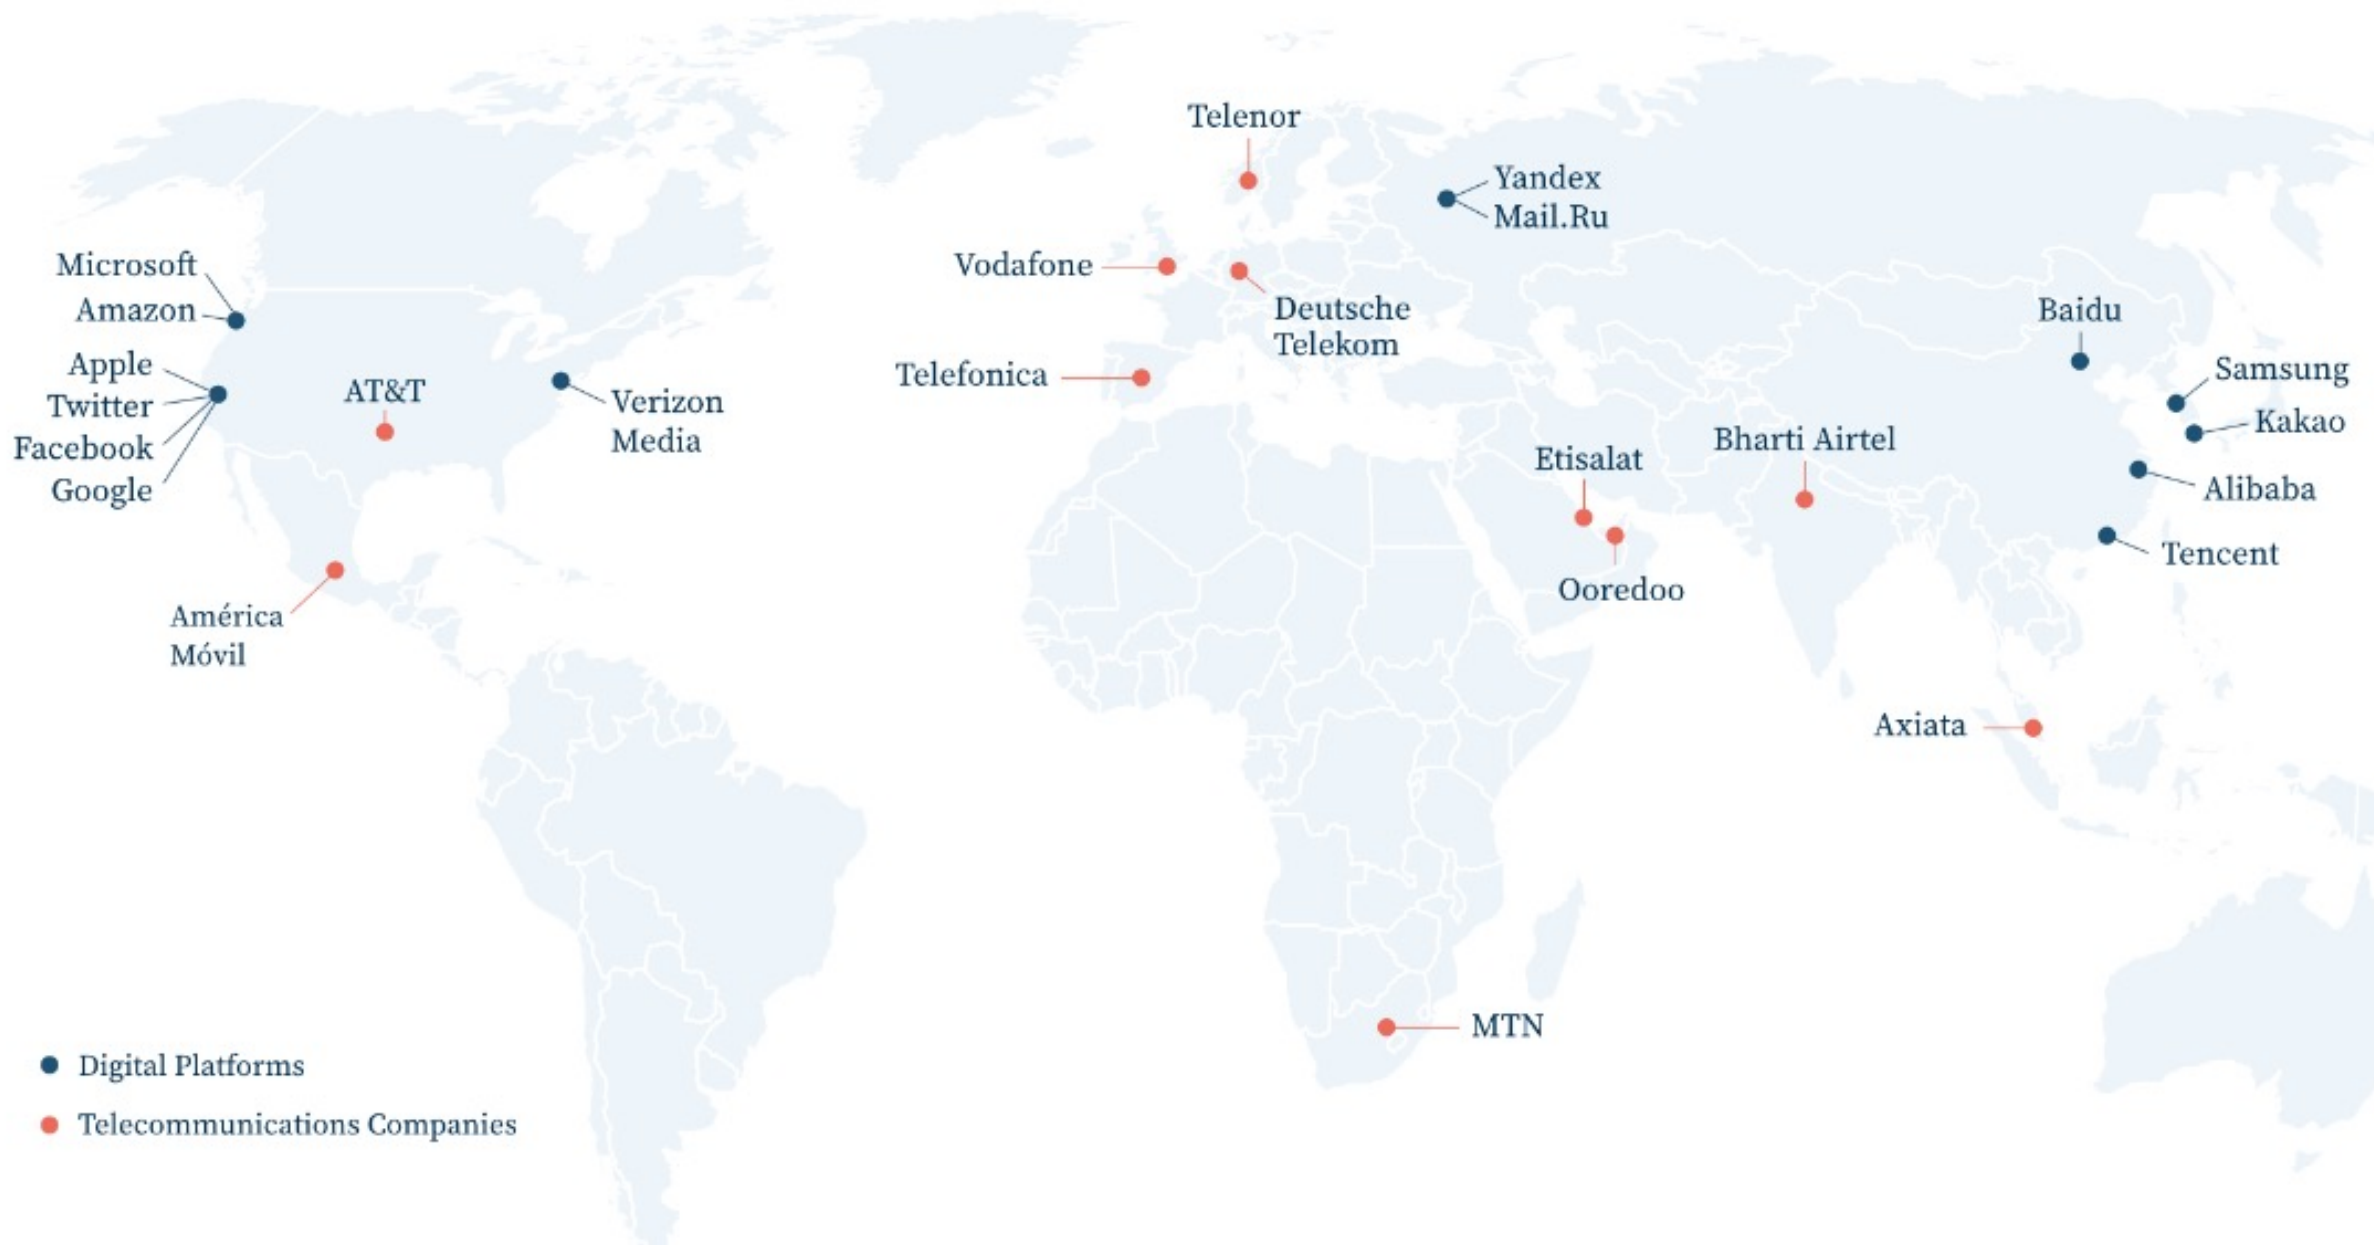 Telenor
Yandex
Mail.Ru
Microsoft
Vodafone
Amazon
Deutsche
Telekom
Baidu
Apple
Samsung
Telefonica
AT&T
Twitter
Verizon
Media
Kakao
Bharti Airtel
Facebook
Etisalat
Google
Alibaba
Tencent
Ooredoo
América
Móvil
Axiata
MTN
Digital Platforms
Telecommunications Companies